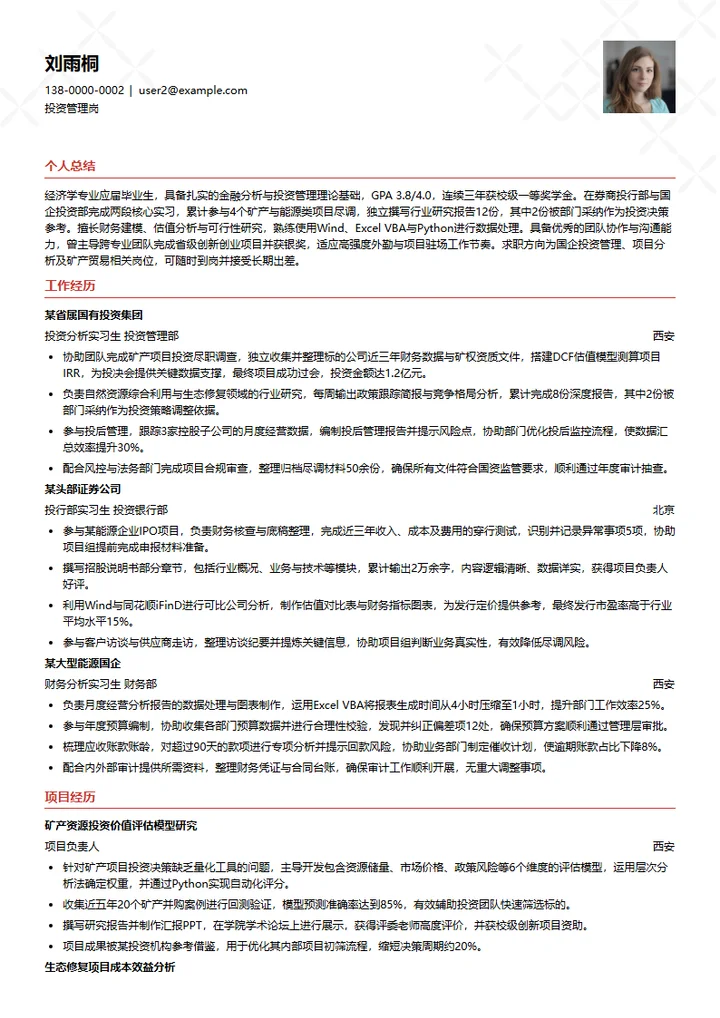 刘雨桐
138-0000-0002 | user2@example.com
投资管理岗
个人总结
经济学专业应届毕业生，具备扎实的金融分析与投资管理理论基础，GPA 3.8/4.0，连续三年获校级一等奖学金。在券商投行部与国
企投资部完成两段核心实习，累计参与4个矿产与能源类项目尽调，独立撰写行业研究报告12份，其中2份被部门采纳作为投资决策
参考。擅长财务建模、估值分析与可行性研究，熟练使用Wind、Excel VBA与Python进行数据处理。具备优秀的团队协作与沟通能
力，曾主导跨专业团队完成省级创新创业项目并获银奖，适应高强度外勤与项目驻场工作节奏。求职方向为国企投资管理、项目分
析及矿产贸易相关岗位，可随时到岗并接受长期出差。
工作经历
某省属国有投资集团
投资分析实习生 投资管理部 西安
• 协助团队完成矿产项目投资尽职调查，独立收集并整理标的公司近三年财务数据与矿权资质文件，搭建DCF估值模型测算项目
IRR，为投决会提供关键数据支撑，最终项目成功过会，投资金额达1.2亿元。
• 负责自然资源综合利用与生态修复领域的行业研究，每周输出政策跟踪简报与竞争格局分析，累计完成8份深度报告，其中2份被
部门采纳作为投资策略调整依据。
• 参与投后管理，跟踪3家控股子公司的月度经营数据，编制投后管理报告并提示风险点，协助部门优化投后监控流程，使数据汇
总效率提升30%。
• 配合风控与法务部门完成项目合规审查，整理归档尽调材料50余份，确保所有文件符合国资监管要求，顺利通过年度审计抽查。
某头部证券公司
投行部实习生 投资银行部 北京
• 参与某能源企业IPO项目，负责财务核查与底稿整理，完成近三年收入、成本及费用的穿行测试，识别并记录异常事项5项，协助
项目组提前完成申报材料准备。
• 撰写招股说明书部分章节，包括行业概况、业务与技术等模块，累计输出2万余字，内容逻辑清晰、数据详实，获得项目负责人
好评。
• 利用Wind与同花顺iFinD进行可比公司分析，制作估值对比表与财务指标图表，为发行定价提供参考，最终发行市盈率高于行业
平均水平15%。
• 参与客户访谈与供应商走访，整理访谈纪要并提炼关键信息，协助项目组判断业务真实性，有效降低尽调风险。
某大型能源国企
财务分析实习生 财务部 西安
• 负责月度经营分析报告的数据处理与图表制作，运用Excel VBA将报表生成时间从4小时压缩至1小时，提升部门工作效率25%。
• 参与年度预算编制，协助收集各部门预算数据并进行合理性校验，发现并纠正偏差项12处，确保预算方案顺利通过管理层审批。
• 梳理应收账款账龄，对超过90天的款项进行专项分析并提示回款风险，协助业务部门制定催收计划，使逾期账款占比下降8%。
• 配合内外部审计提供所需资料，整理财务凭证与合同台账，确保审计工作顺利开展，无重大调整事项。
项目经历
矿产资源投资价值评估模型研究
项目负责人 西安
• 针对矿产项目投资决策缺乏量化工具的问题，主导开发包含资源储量、市场价格、政策风险等6个维度的评估模型，运用层次分
析法确定权重，并通过Python实现自动化评分。
• 收集近五年20个矿产并购案例进行回测验证，模型预测准确率达到85%，有效辅助投资团队快速筛选标的。
• 撰写研究报告并制作汇报PPT，在学院学术论坛上进行展示，获得评委老师高度评价，并获校级创新项目资助。
• 项目成果被某投资机构参考借鉴，用于优化其内部项目初筛流程，缩短决策周期约20%。
生态修复项目成本效益分析